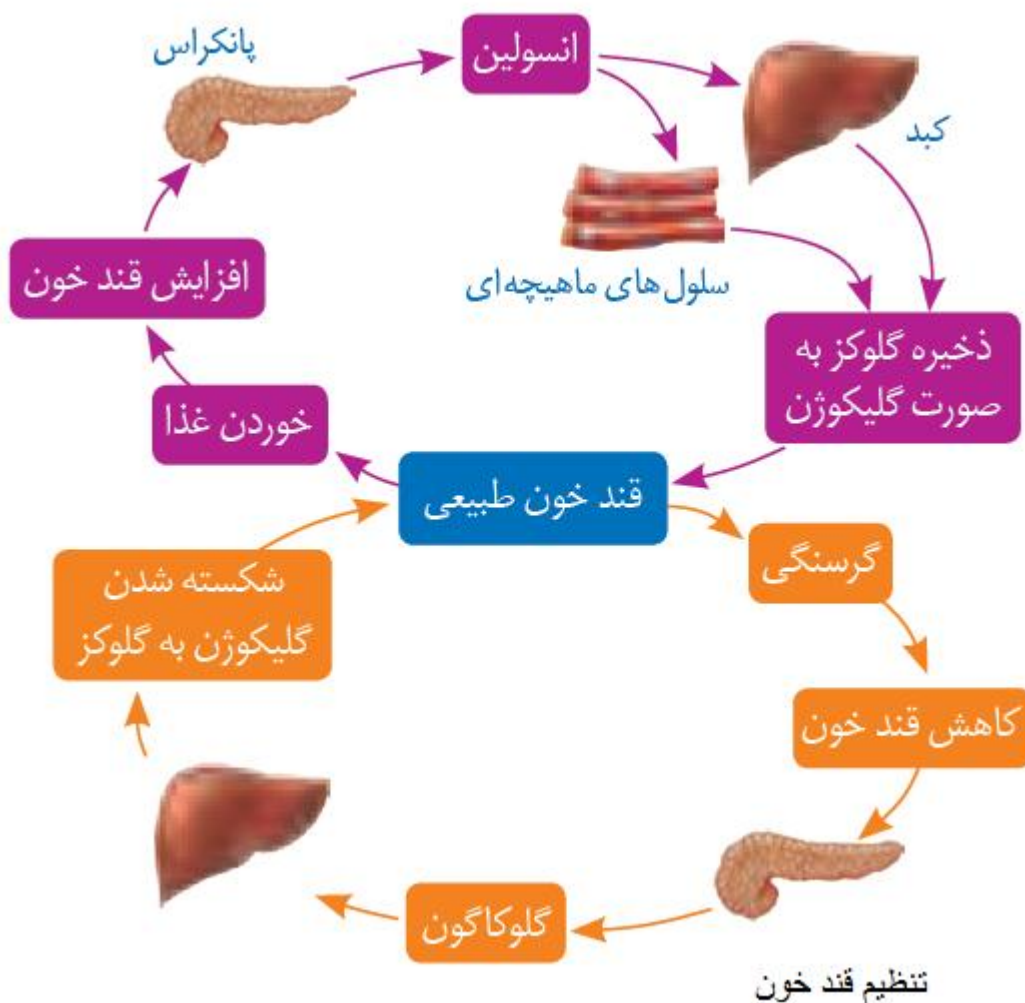 پانکراس
انسولین
کبد
سلول‌های ماهیچه‌ای
افزایش قند خون
ذخیره گلوکز به
صورت گلیکوژن
خوردن غذا
قند خون طبیعی
گرسنگی
شکسته شدن
گلیکوژن به گلوکز
کاهش قند خون
گلوکاگون
تنظیم قند خون